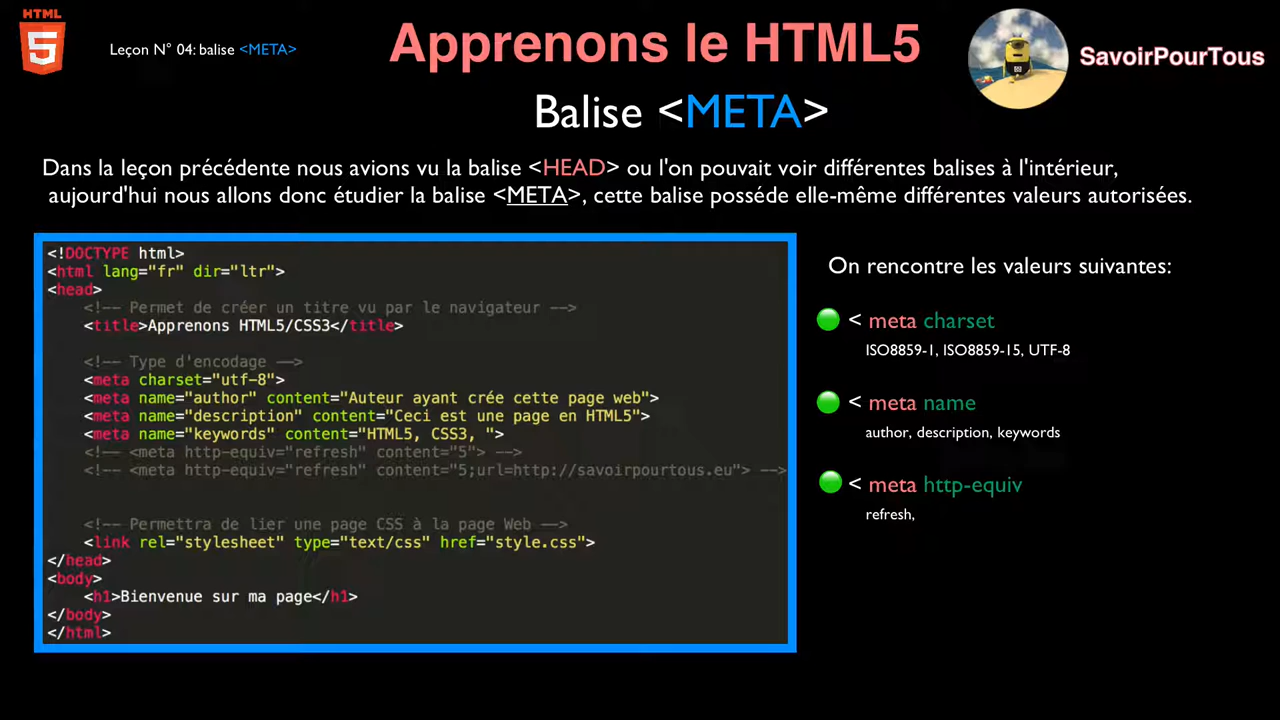 HTML
5
Leçon N° 04: balise <META>
Apprenons le HTML5
SavoirPourTous
Balise <META>
Dans la leçon précédente nous avions vu la balise <HEAD> ou l'on pouvait voir différentes balises à l'intérieur,
aujourd'hui nous allons donc étudier la balise <META>, cette balise posséde elle-même différentes valeurs autorisées.
<!DOCTYPE html>
<html lang="fr" dir="ltr">
<head>
<!-- Permet de créer un titre vu par le navigateur -->
<title>Apprenons HTML5/CSS3</title>
<!-- Type d'encodage -->
<meta charset="utf-8">
<meta name="author" content="Auteur ayant crée cette page web">
<meta name="description" content="Ceci est une page en HTML5">
<meta name="keywords" content="HTML5, CSS3, ">
<!-- <meta http-equiv="refresh" content="5"> -->
<!-- <meta http-equiv="refresh" content="5;url=http://savoirpourtous.eu"> -->
<!-- Permettra de lier une page CSS à la page Web -->
<link rel="stylesheet" type="text/css" href="style.css">
</head>
<body>
<h1>Bienvenue sur ma page</h1>
</body>
</html>
On rencontre les valeurs suivantes:
< meta charset
ISO8859-1, ISO8859-15, UTF-8
< meta name
author, description, keywords
< meta http-equiv
refresh,